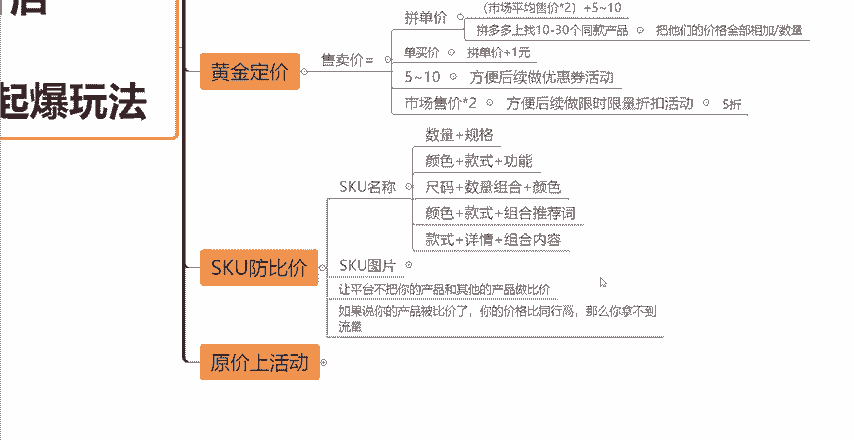 起爆玩法
黄金定价
售卖价=
拼单价
（市场平均售价*2）+5~10
拼多多上找10-30个同款产品
把他们的价格全部相加/数量
单买价
拼单价+1元
5~10
方便后续做优惠券活动
市场售价*2
方便后续做限时限量折扣活动
5折
SKU防比价
SKU名称
数量+规格
颜色+款式+功能
尺码+数量组合+颜色
颜色+款式+组合推荐词
款式+详情+组合内容
SKU图片
让平台不把你的产品和其他的产品做比价
如果说你的产品被比价了，你的价格比同行高，那么你拿不到
流量
原价上活动